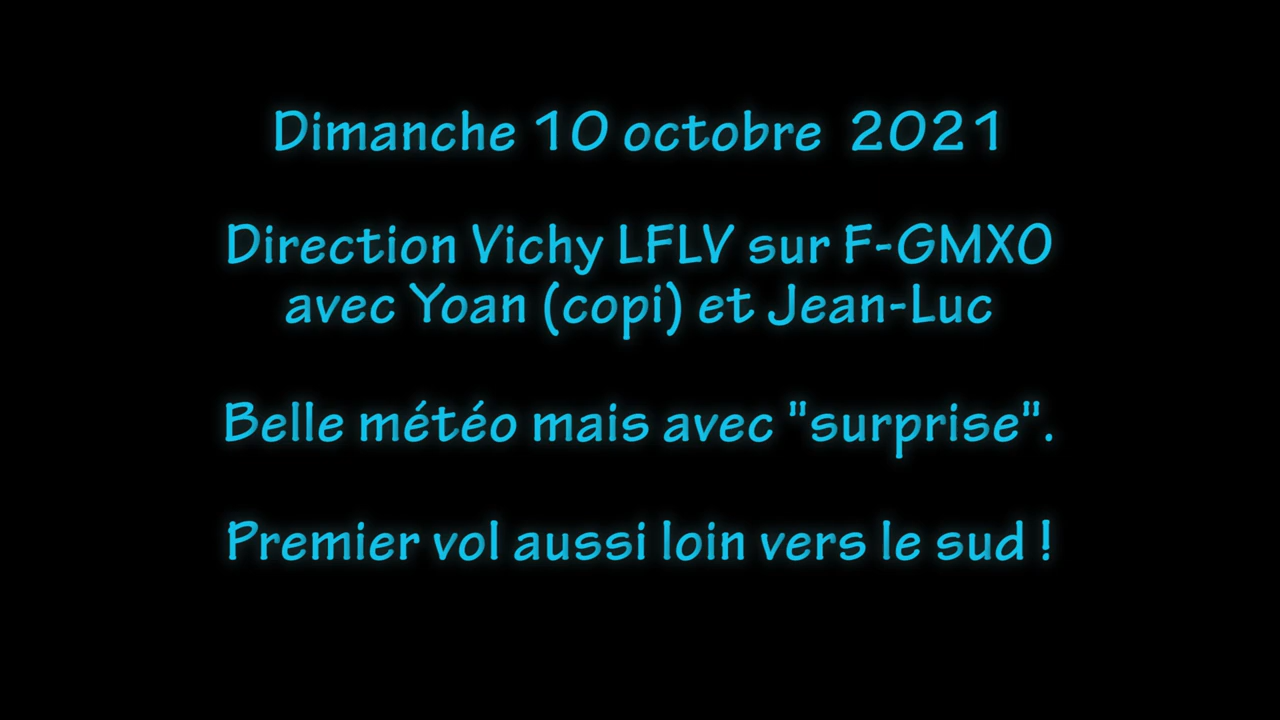 Dimanche 10 octobre  2021
Direction Vichy LFLV sur F-GMXO
avec Yoan (copi) et Jean-Luc
Belle météo mais avec "surprise".
Premier vol aussi loin vers le sud !